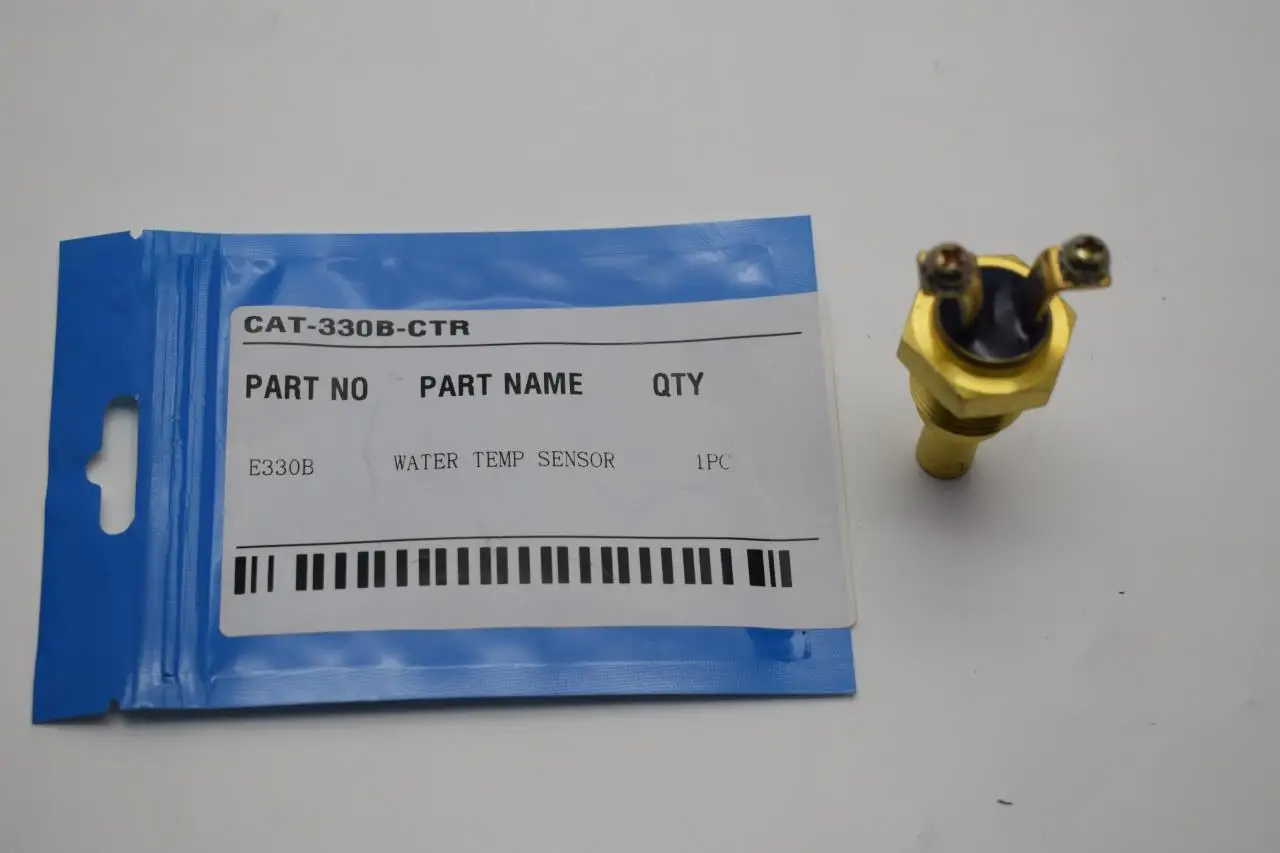 CAT-330B-CTR
PART NO PART NAME QTY
E330B WATER TEMP SENSOR 1PC